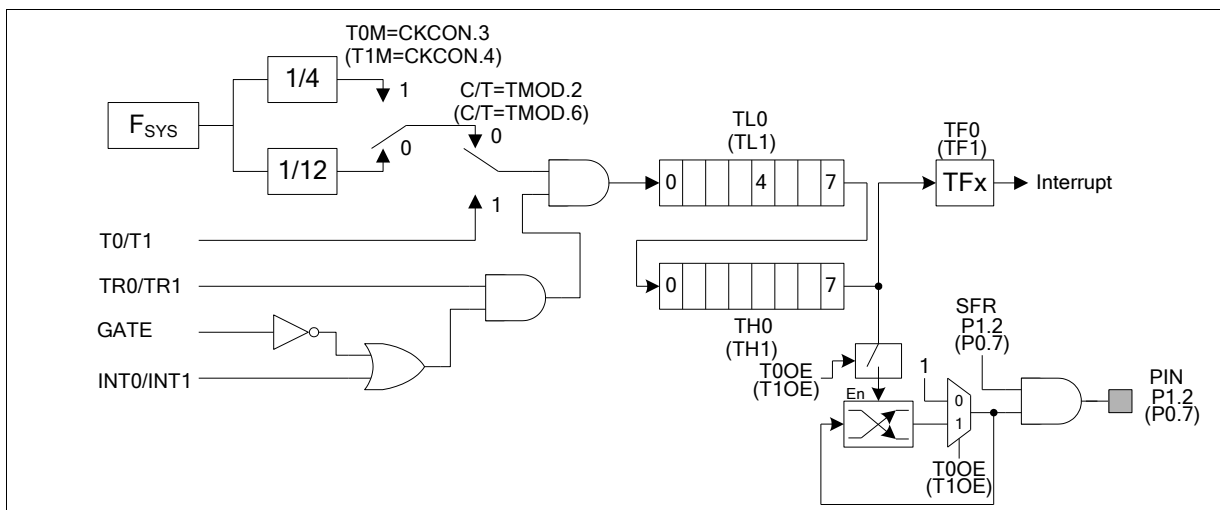 T0M=CKCON.3
(T1M=CKCON.4)
1/4
1
C/T=TMOD.2
(C/T=TMOD.6)
FSYS
0
0
1/12
1
TL0
(TL1)
0 4 7
TF0
(TF1)
TFx
Interrupt
T0/T1
TR0/TR1
0 7
GATE
TH0
(TH1)
INT0/INT1
T0OE
(T1OE)
SFR
P1.2
(P0.7)
1
En
0
1
PIN
P1.2
(P0.7)
T0OE
(T1OE)